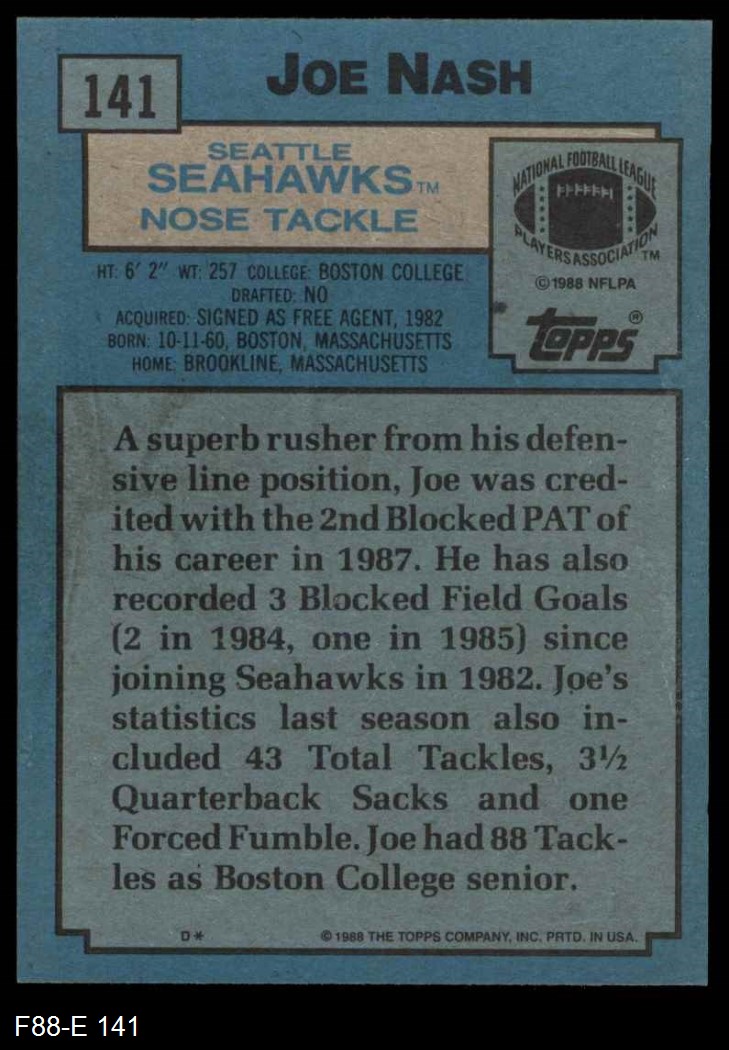 141
JOE NASH
SEATTLE
SEAHAWKS™
NOSE TACKLE
NATIONAL FOOTBALL LEAGUE
PLAYERS ASSOCIATION™
©1988 NFLPA
Topps®
HT: 6' 2" WT: 257 COLLEGE: BOSTON COLLEGE
DRAFTED: NO
ACQUIRED: SIGNED AS FREE AGENT, 1982
BORN: 10-11-60, BOSTON, MASSACHUSETTS
HOME: BROOKLINE, MASSACHUSETTS
A superb rusher from his defen-
sive line position, Joe was cred-
ited with the 2nd Blocked PAT of
his career in 1987. He has also
recorded 3 Blocked Field Goals
(2 in 1984, one in 1985) since
joining Seahawks in 1982. Joe's
statistics last season also in-
cluded 43 Total Tackles, 3½
Quarterback Sacks and one
Forced Fumble. Joe had 88 Tack-
les as Boston College senior.
D*
©1988 THE TOPPS COMPANY, INC. PRTD. IN USA.
F88-E 141